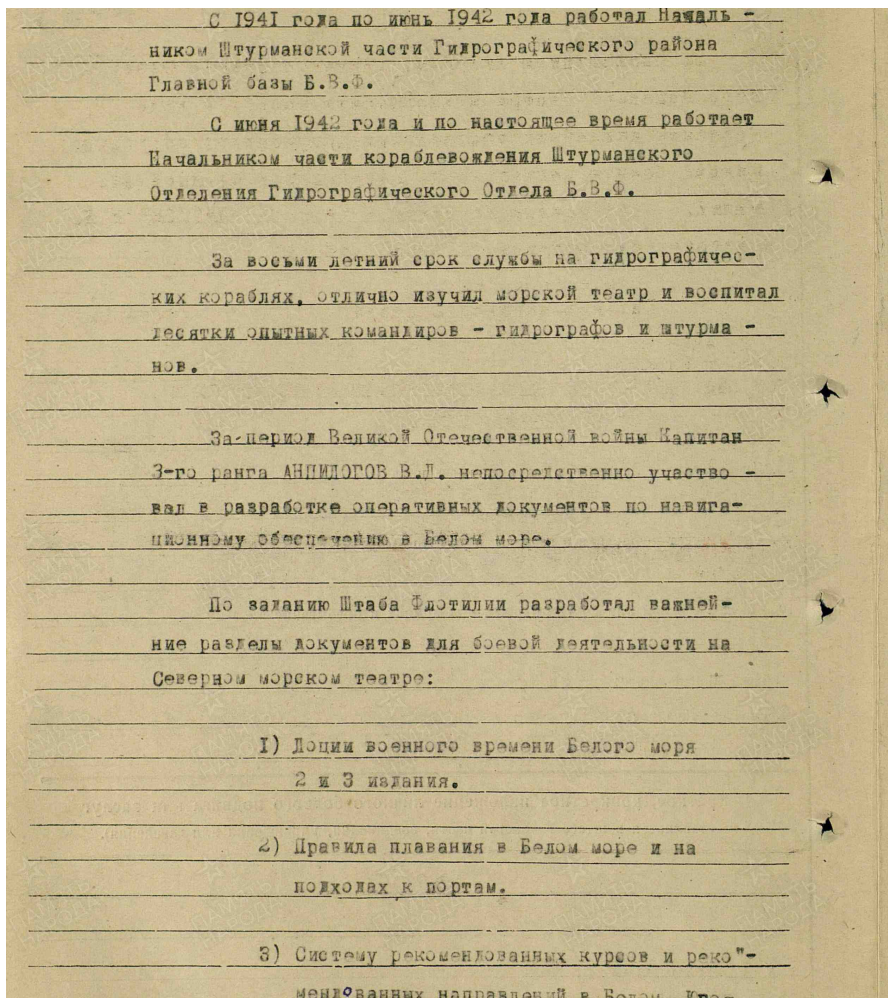 С 1941 года по июнь 1942 года работал Началь -
ником Штурманской части Гидрографического района
Главной базы Б.В.Ф.
С июня 1942 года и по настоящее время работает
Начальником части кораблевождения Штурманского
Отделения Гидрографического Отдела Б.В.Ф.
За восьми летний срок службы на гидрографичес-
ких кораблях, отлично изучил морской театр и воспитал
десятки опытных командиров - гидрографов и штурма -
нов.
За-период Великой Отечественной войны Капитан
3-го ранга АНПИЛОГОВ В.Д. непосредственно участво -
вал в разработке оперативных документов по навига-
ционному обеспечению в Белом море.
По заданию Штаба Флотилии разработал важней-
ние разделы документов для боевой деятельности на
Северном морском театре:
1) Лоции военного времени Белого моря
2 и 3 издания.
2) Правила плавания в Белом море и на
подходах к портам.
3) Систему рекомендованных курсов и реко"-
мендованных направлений в Белом,